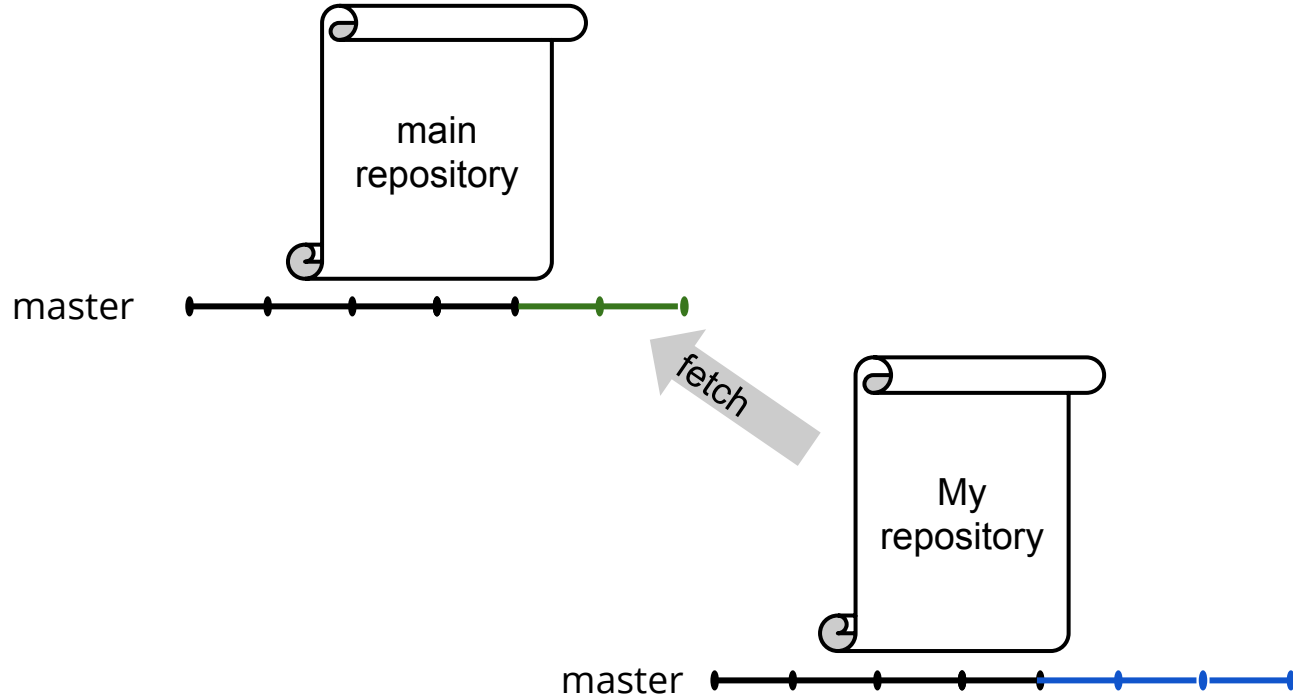 main
repository
master
fetch
My
repository
master